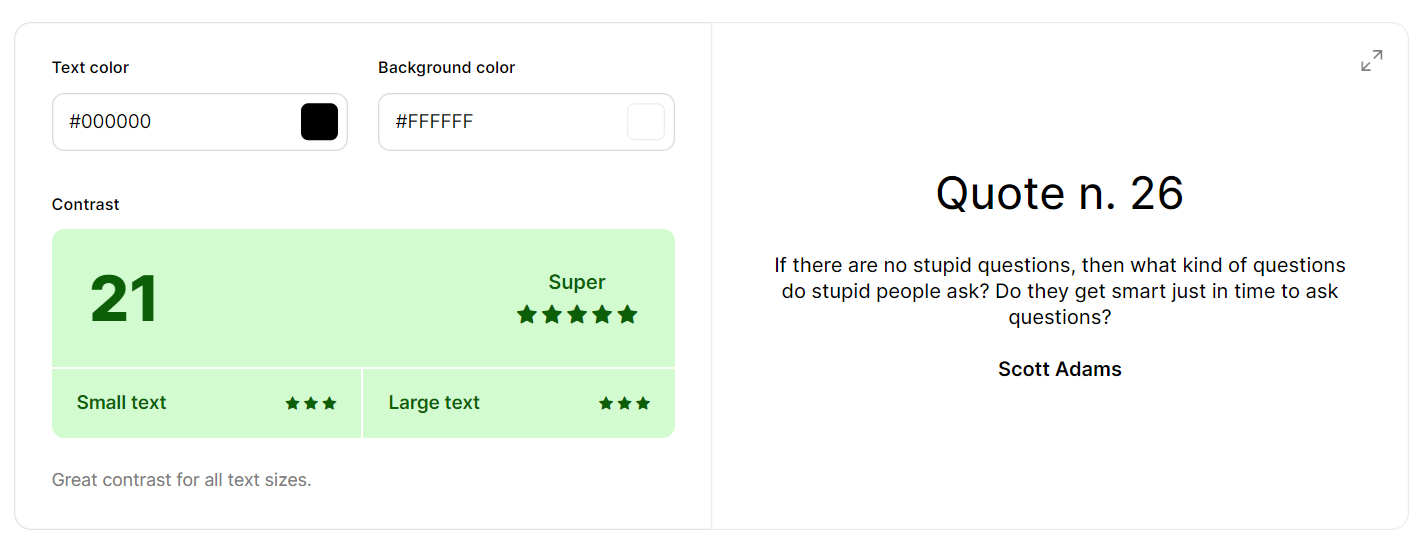 Text color
Background color
#000000
#FFFFFF
Contrast
21
Super
Small text
Large text
Great contrast for all text sizes.
Quote n. 26
If there are no stupid questions, then what kind of questions
do stupid people ask? Do they get smart just in time to ask
questions?
Scott Adams